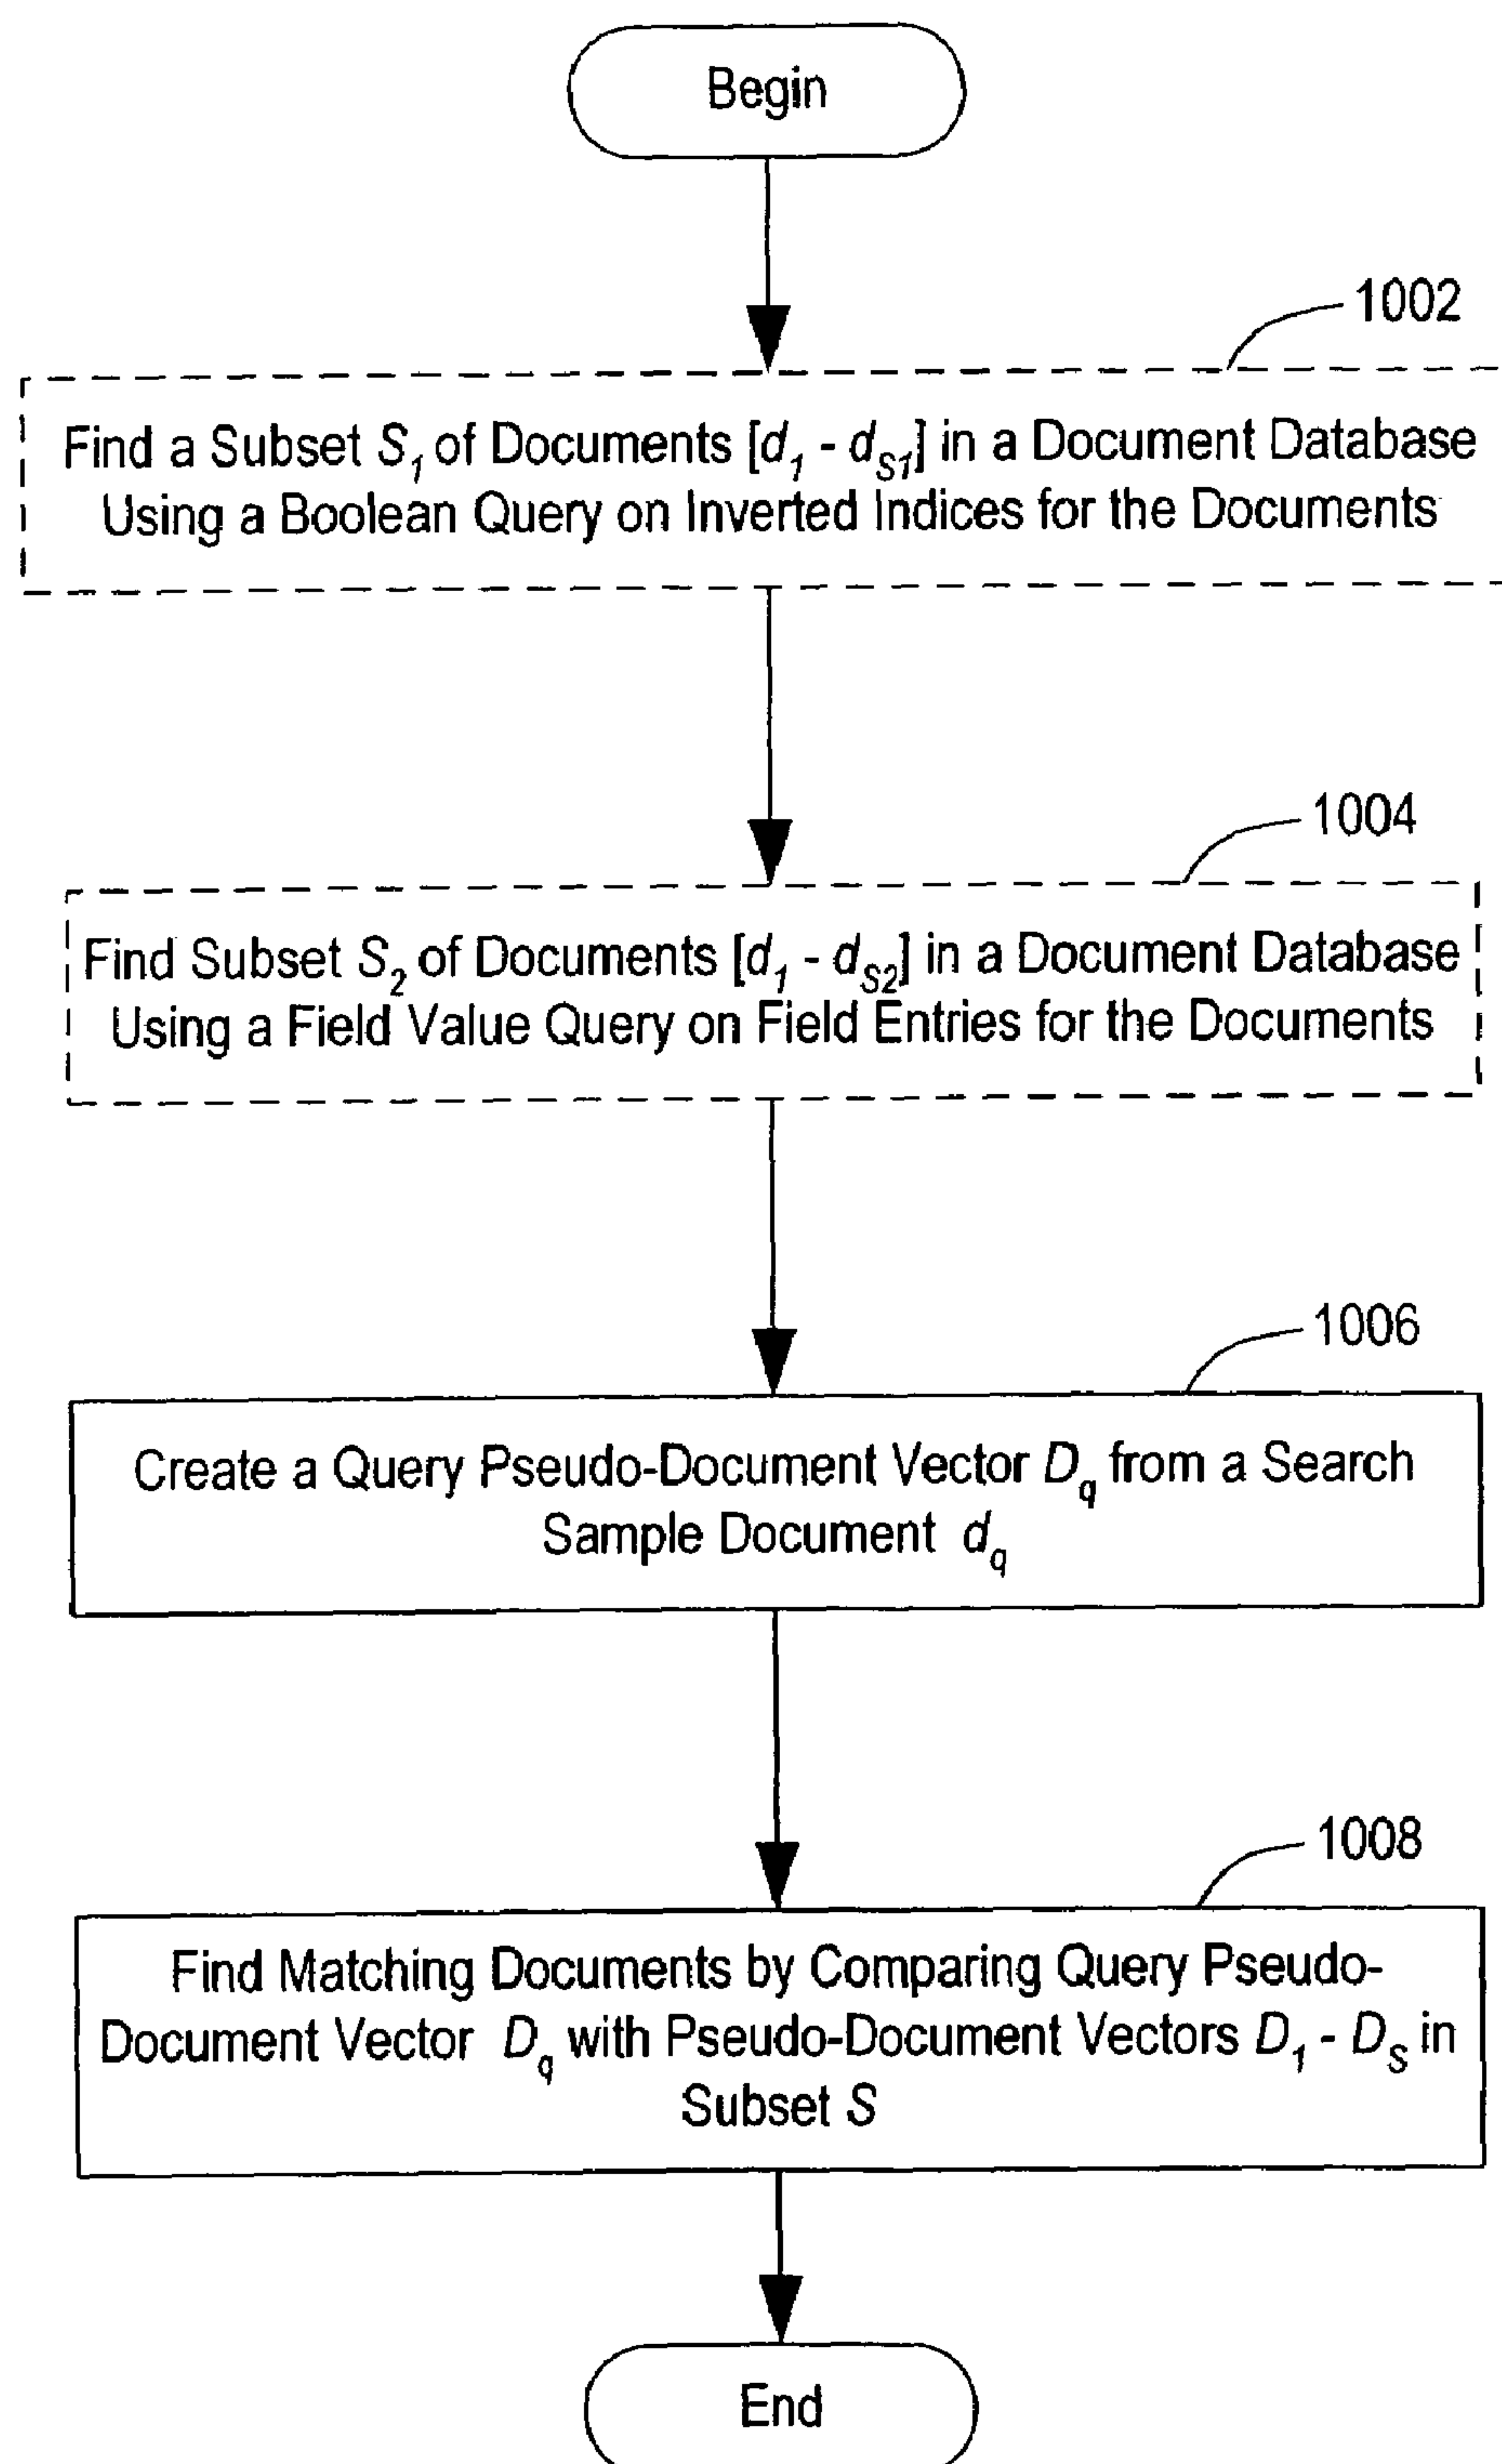 Begin
1002
Find a Subset S1 of Documents [d1 - dS1] in a Document Database
Using a Boolean Query on Inverted Indices for the Documents
1004
Find Subset S2 of Documents [d1 - dS2] in a Document Database
Using a Field Value Query on Field Entries for the Documents
1006
Create a Query Pseudo-Document Vector Dq from a Search
Sample Document dq
1008
Find Matching Documents by Comparing Query Pseudo-
Document Vector Dq with Pseudo-Document Vectors D1 - DS in
Subset S
End